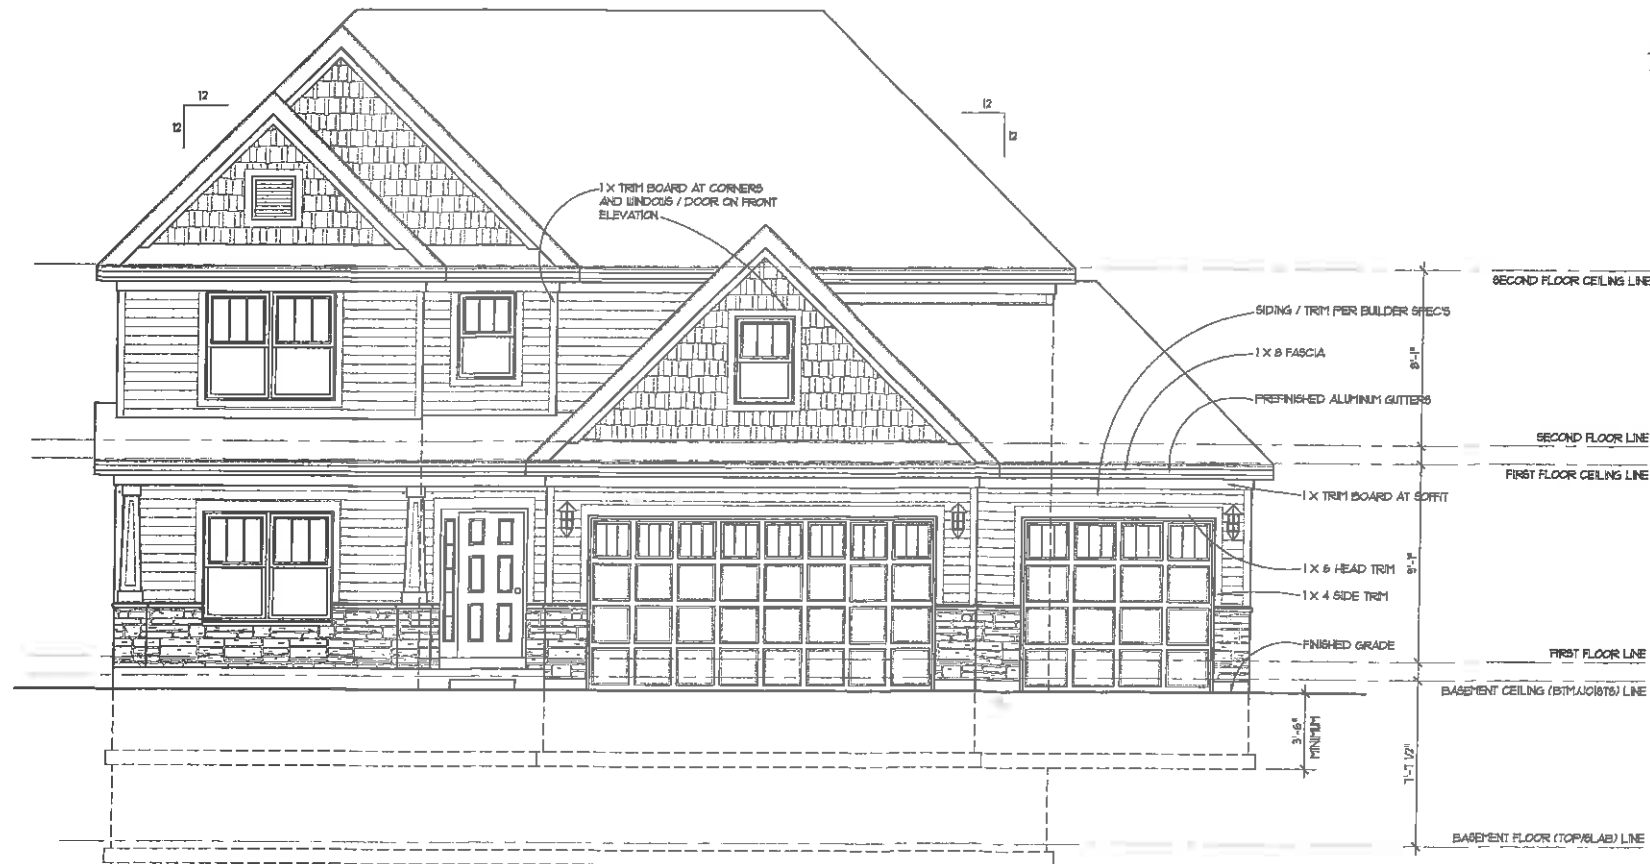 12
12
12
12
1 X TRIM BOARD AT CORNERS
AND WINDOWS / DOOR ON FRONT
ELEVATION
SECOND FLOOR CEILING LINE
SIDING / TRIM PER BUILDER SPEC'S
1 X 8 FASCIA
8'-1"
PREFINISHED ALUMINUM GUTTERS
SECOND FLOOR LINE
FIRST FLOOR CEILING LINE
1 X TRIM BOARD AT SOFFIT
9'-1"
1 X 6 HEAD TRIM
1 X 4 SIDE TRIM
FINISHED GRADE
FIRST FLOOR LINE
BASEMENT CEILING (BTM/JOISTS) LINE
3'-6"
MINIMUM
7'-7 1/2"
BASEMENT FLOOR (TOP/SLAB) LINE